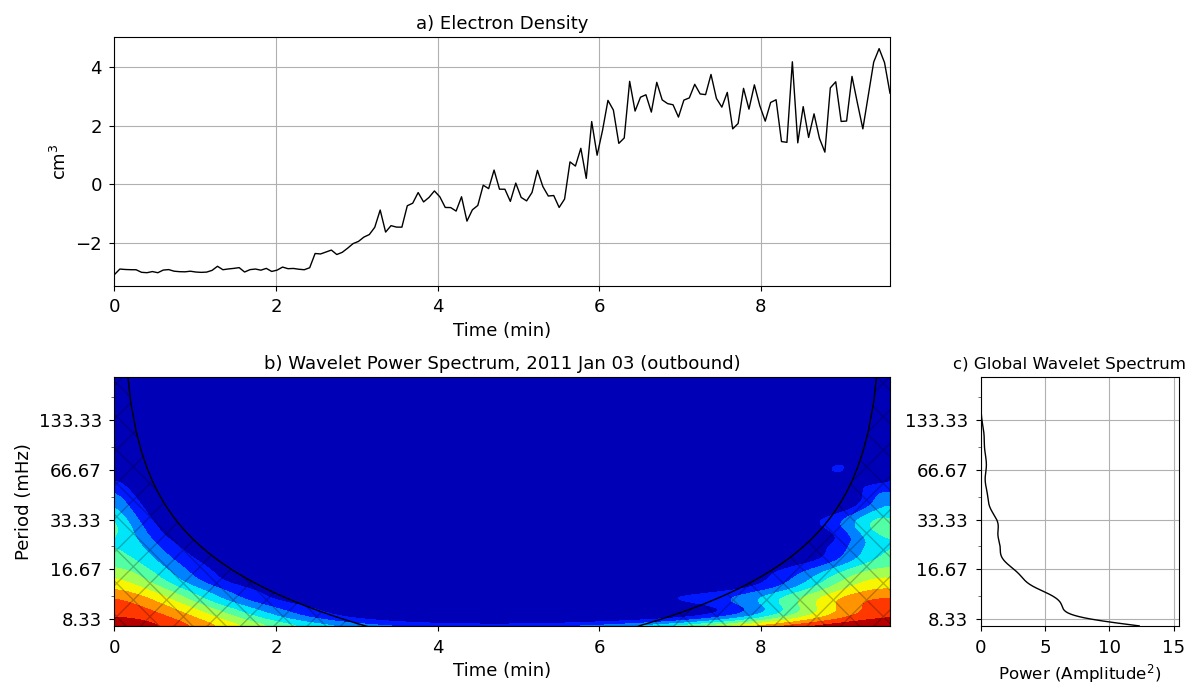 a) Electron Density
4
2
0
−2
cm³
0 2 4 6 8
Time (min)
b) Wavelet Power Spectrum, 2011 Jan 03 (outbound)
133.33
66.67
33.33
16.67
8.33
Period (mHz)
0 2 4 6 8
Time (min)
c) Global Wavelet Spectrum
133.33
66.67
33.33
16.67
8.33
0 5 10 15
Power (Amplitude²)